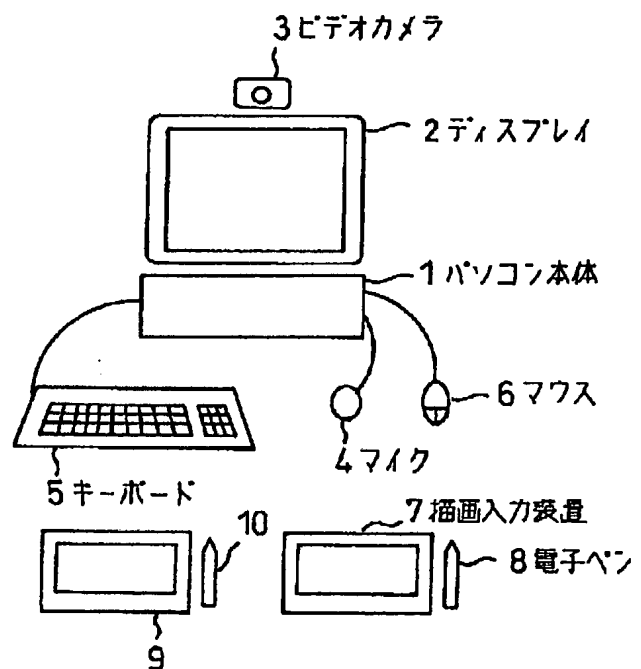 3 ビデオカメラ
2 ディスプレイ
1 パソコン本体
6 マウス
4 マイク
5 キーボード
7 描画入力装置
10
8 電子ペン
9